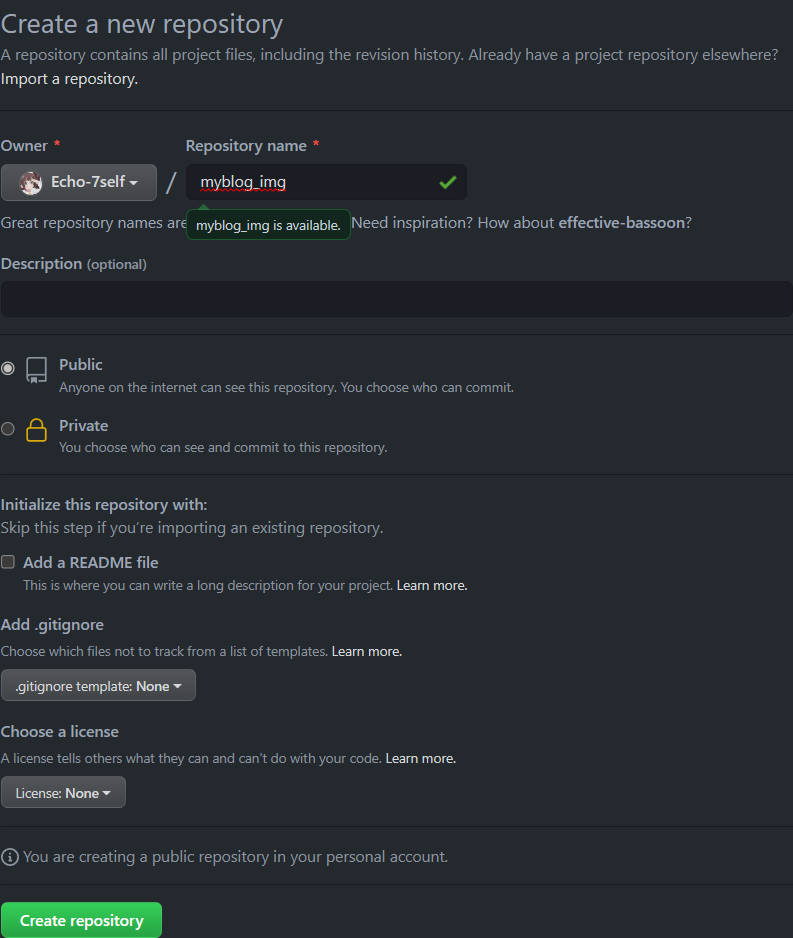 Create a new repository
A repository contains all project files, including the revision history. Already have a project repository elsewhere?
Import a repository.
Owner * Repository name *
Echo-7self / myblog_img
Great repository names are myblog_img is available. Need inspiration? How about effective-bassoon?
Description (optional)
Public
Anyone on the internet can see this repository. You choose who can commit.
Private
You choose who can see and commit to this repository.
Initialize this repository with:
Skip this step if you’re importing an existing repository.
Add a README file
This is where you can write a long description for your project. Learn more.
Add .gitignore
Choose which files not to track from a list of templates. Learn more.
.gitignore template: None
Choose a license
A license tells others what they can and can't do with your code. Learn more.
License: None
You are creating a public repository in your personal account.
Create repository